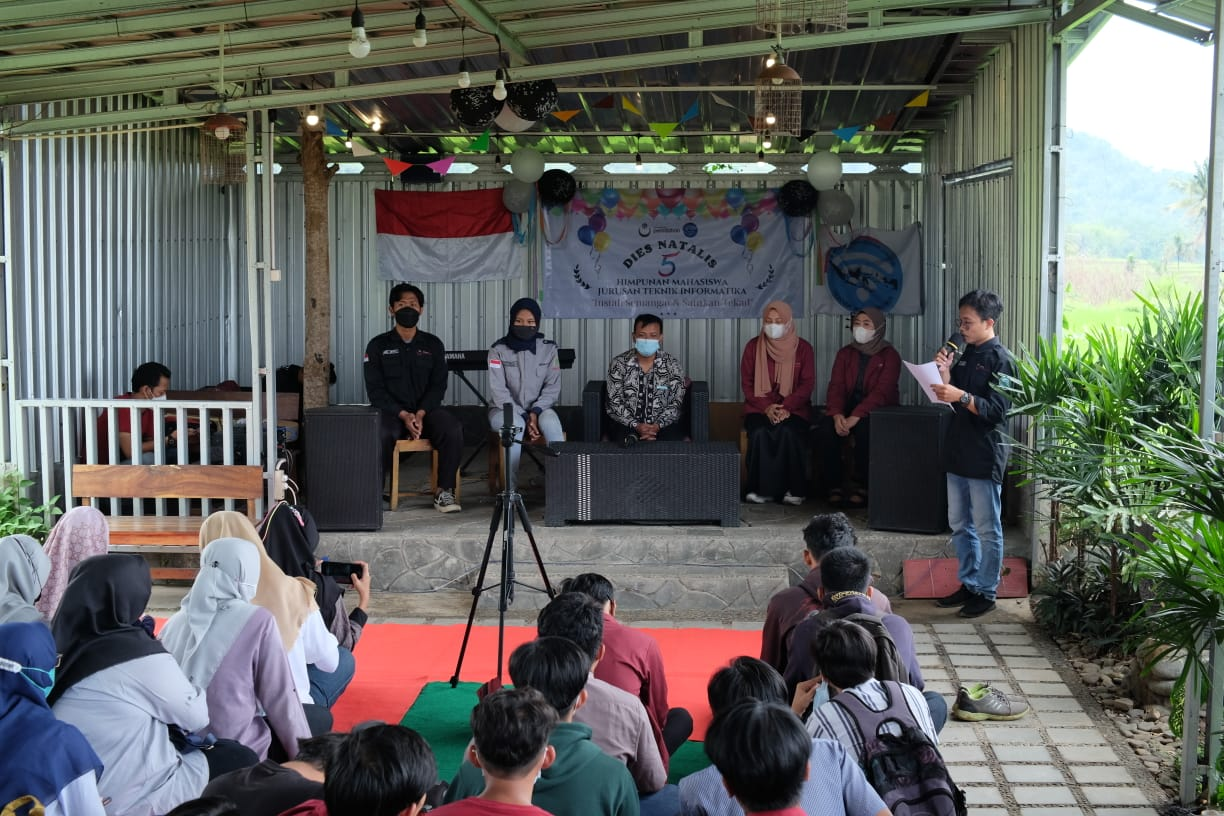 DIES NATALIS
5
HIMPUNAN MAHASISWA
JURUSAN TEKNIK INFORMATIKA
"Instal Semangat & Satukan Tekad"
YAMAHA